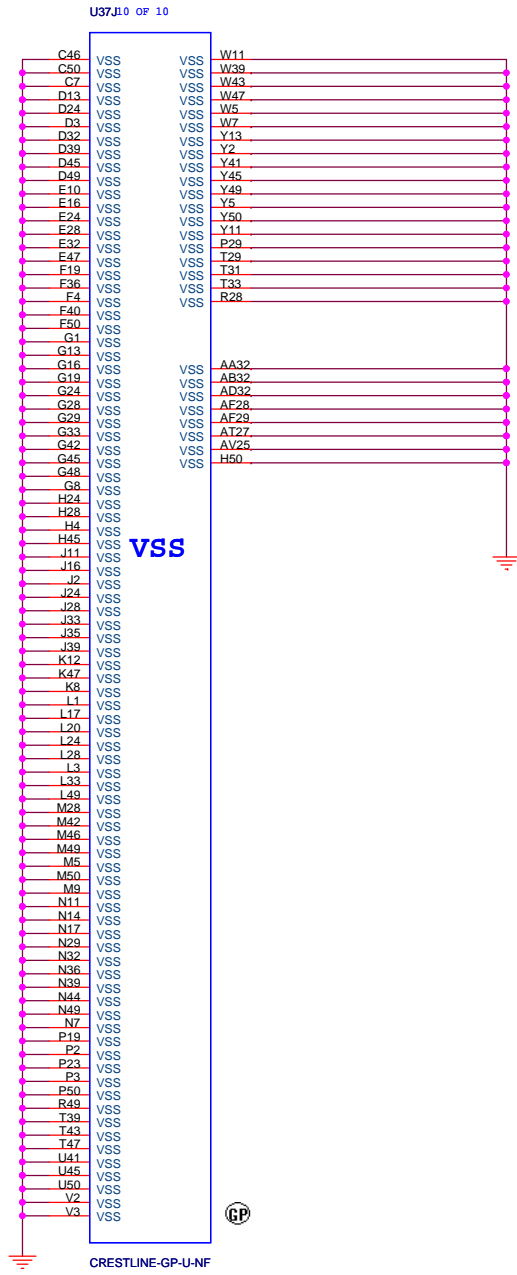 U37J 10 OF 10
C46 VSS VSS W11
C50 VSS VSS W39
C7 VSS VSS W43
D13 VSS VSS W47
D24 VSS VSS W5
D3 VSS VSS W7
D32 VSS VSS Y13
D39 VSS VSS Y2
D45 VSS VSS Y41
D49 VSS VSS Y45
E10 VSS VSS Y49
E16 VSS VSS Y5
E24 VSS VSS Y50
E28 VSS VSS Y11
E32 VSS VSS P29
E47 VSS VSS T29
F19 VSS VSS T31
F36 VSS VSS T33
F4 VSS VSS R28
F40 VSS
F50 VSS
G1 VSS
G13 VSS
G16 VSS VSS AA32
G19 VSS VSS AB32
G24 VSS VSS AD32
G28 VSS VSS AF28
G29 VSS VSS AF29
G33 VSS VSS AT27
G42 VSS VSS AV25
G45 VSS VSS H50
G48 VSS
G8 VSS
H24 VSS
H28 VSS
H4 VSS
H45 VSS
VSS
J11 VSS
J16 VSS
J2 VSS
J24 VSS
J28 VSS
J33 VSS
J35 VSS
J39 VSS
K12 VSS
K47 VSS
K8 VSS
L1 VSS
L17 VSS
L20 VSS
L24 VSS
L28 VSS
L3 VSS
L33 VSS
L49 VSS
M28 VSS
M42 VSS
M46 VSS
M49 VSS
M5 VSS
M50 VSS
M9 VSS
N11 VSS
N14 VSS
N17 VSS
N29 VSS
N32 VSS
N36 VSS
N39 VSS
N44 VSS
N49 VSS
N7 VSS
P19 VSS
P2 VSS
P23 VSS
P3 VSS
P50 VSS
R49 VSS
T39 VSS
T43 VSS
T47 VSS
U41 VSS
U45 VSS
U50 VSS
V2 VSS
V3 VSS
GP
CRESTLINE-GP-U-NF